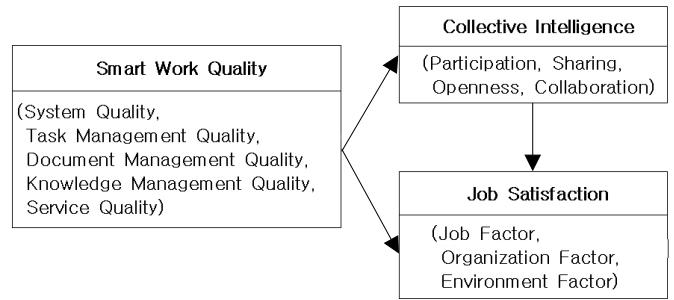 Smart Work Quality
(System Quality,
Task Management Quality,
Document Management Quality,
Knowledge Management Quality,
Service Quality)
Collective Intelligence
(Participation, Sharing,
Openness, Collaboration)
Job Satisfaction
(Job Factor,
Organization Factor,
Environment Factor)